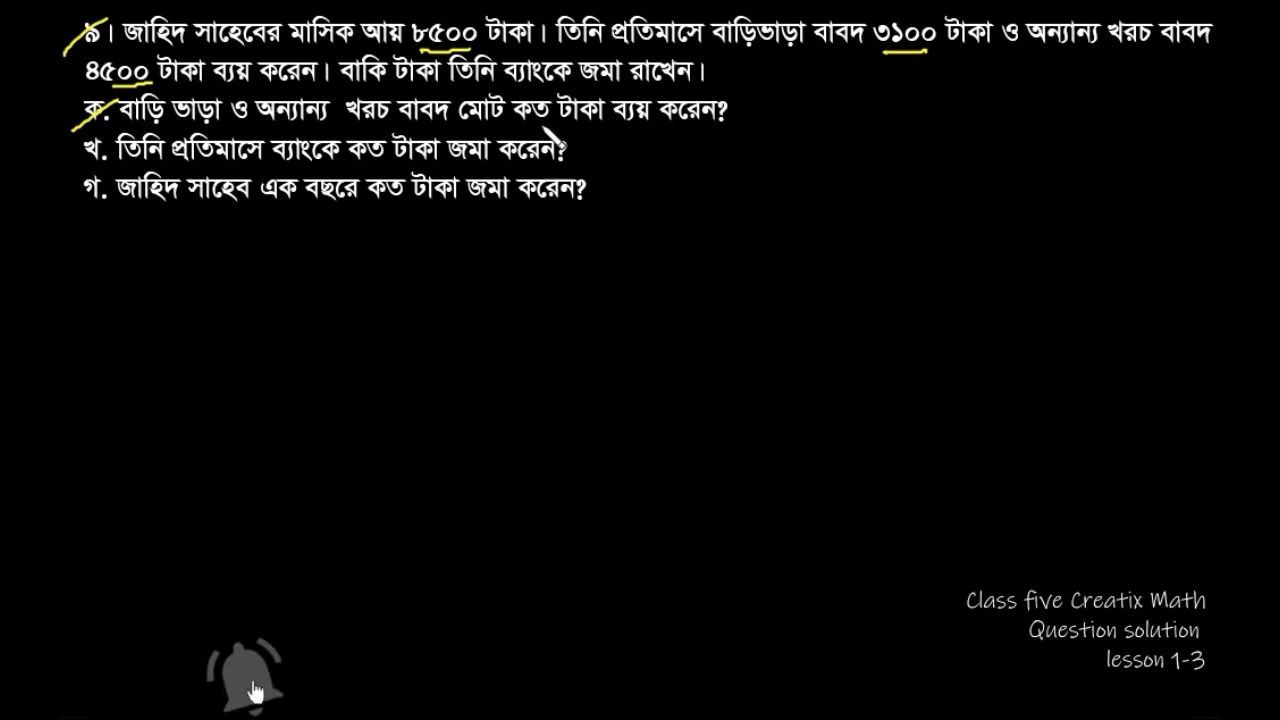 ৯। জাহিদ সাহেবের মাসিক আয় ৮৫০০ টাকা। তিনি প্রতিমাসে বাড়িভাড়া বাবদ ৩১০০ টাকা ও অন্যান্য খরচ বাবদ
৪৫০০ টাকা ব্যয় করেন। বাকি টাকা তিনি ব্যাংকে জমা রাখেন।
ক. বাড়ি ভাড়া ও অন্যান্য খরচ বাবদ মোট কত টাকা ব্যয় করেন?
খ. তিনি প্রতিমাসে ব্যাংকে কত টাকা জমা করেন?
গ. জাহিদ সাহেব এক বছরে কত টাকা জমা করেন?
Class five Creatix Math
Question solution
lesson 1-3